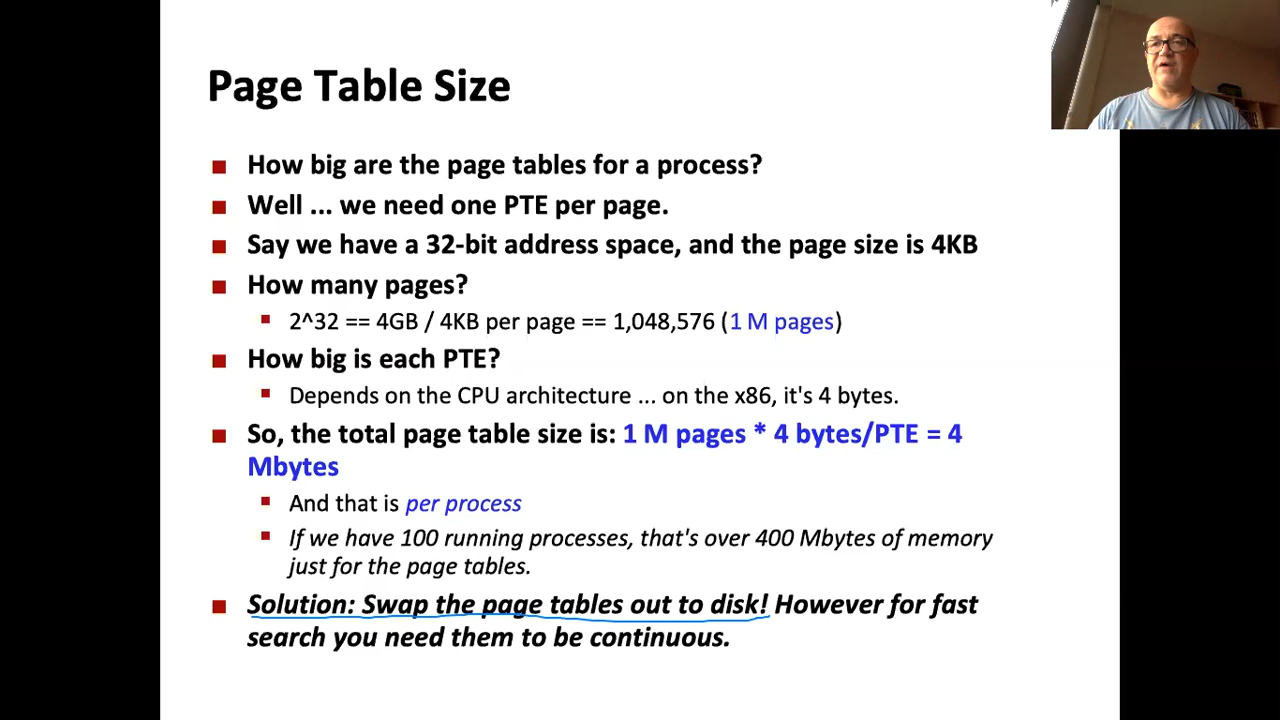 Page Table Size
How big are the page tables for a process?
Well ... we need one PTE per page.
Say we have a 32-bit address space, and the page size is 4KB
How many pages?
2^32 == 4GB / 4KB per page == 1,048,576 (1 M pages)
How big is each PTE?
Depends on the CPU architecture ... on the x86, it's 4 bytes.
So, the total page table size is: 1 M pages * 4 bytes/PTE = 4
Mbytes
And that is per process
If we have 100 running processes, that's over 400 Mbytes of memory
just for the page tables.
Solution: Swap the page tables out to disk! However for fast
search you need them to be continuous.